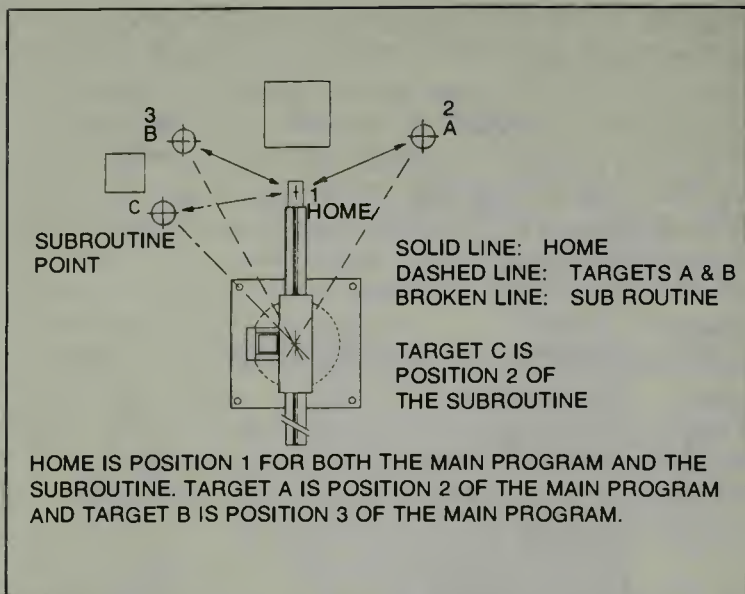 3
B
2
A
C
1
HOME
SUBROUTINE
POINT
SOLID LINE: HOME
DASHED LINE: TARGETS A & B
BROKEN LINE: SUB ROUTINE
TARGET C IS
POSITION 2 OF
THE SUBROUTINE
HOME IS POSITION 1 FOR BOTH THE MAIN PROGRAM AND THE
SUBROUTINE. TARGET A IS POSITION 2 OF THE MAIN PROGRAM
AND TARGET B IS POSITION 3 OF THE MAIN PROGRAM.